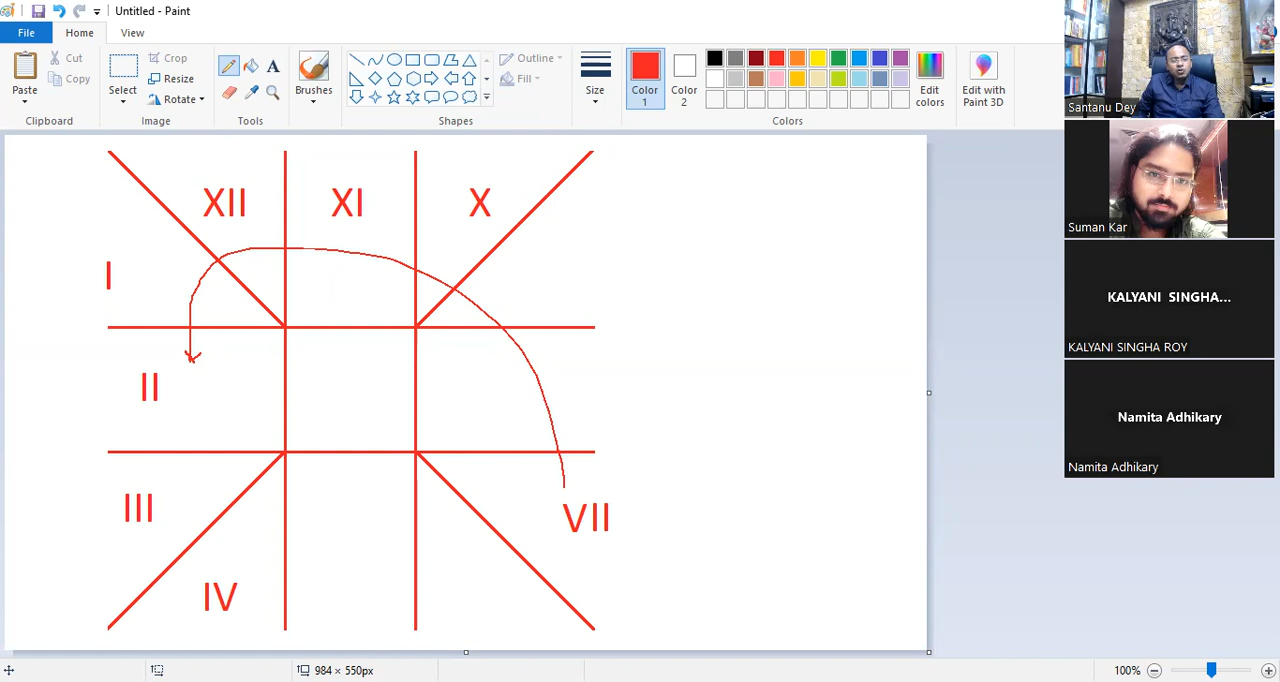 Untitled - Paint
File
Home
View
Paste
Cut
Copy
Clipboard
Select
Crop
Resize
Rotate
Image
A
Tools
Brushes
Outline
Fill
Shapes
Size
Color
1
Color
2
Edit
colors
Edit with
Paint 3D
Colors
XII
XI
X
I
II
III
VII
IV
Santanu Dey
Suman Kar
KALYANI SINGHA...
KALYANI SINGHA ROY
Namita Adhikary
Namita Adhikary
984 × 550px
100%